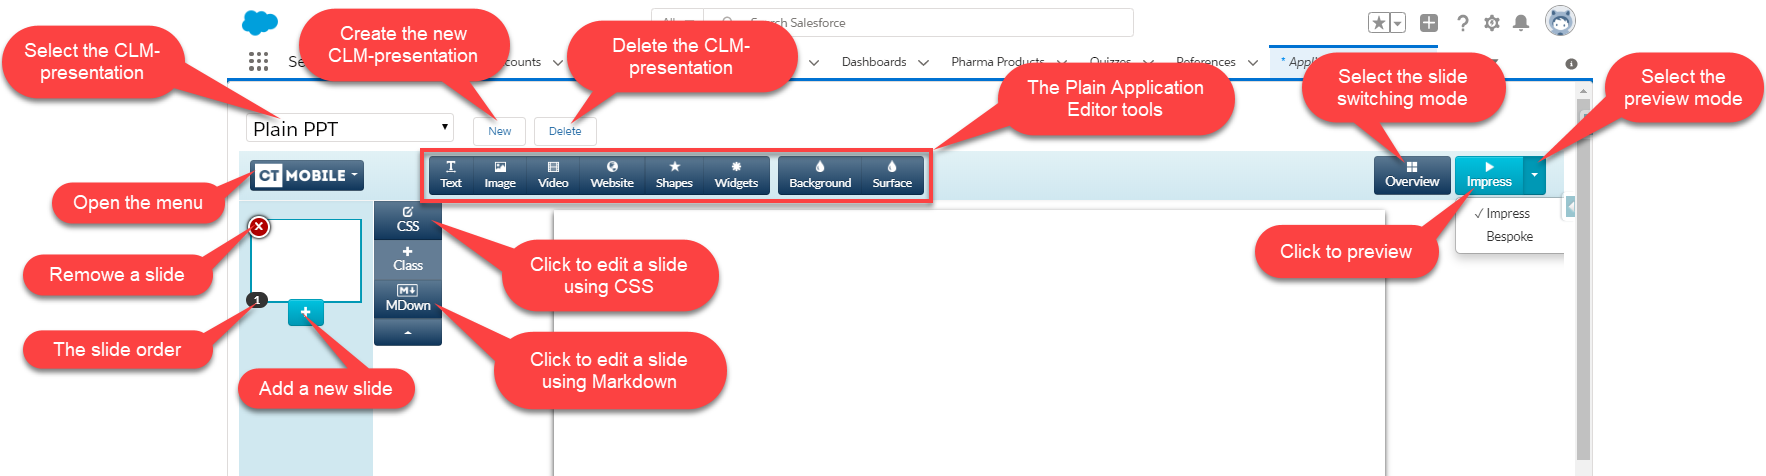 Select the CLM-
presentation
Create the new
CLM-presentation
Delete the CLM-
presentation
Search Salesforce
Dashboards
Pharma Products
Quizzes
References
The Plain Application
Editor tools
Select the slide
switching mode
Select the
preview mode
Plain PPT
New
Delete
CT MOBILE
Text
Image
Video
Website
Shapes
Widgets
Background
Surface
Overview
Impress
✓ Impress
Bespoke
Open the menu
CSS
Class
MDown
Click to preview
Remowe a slide
1
Click to edit a slide
using CSS
The slide order
Click to edit a slide
using Markdown
Add a new slide